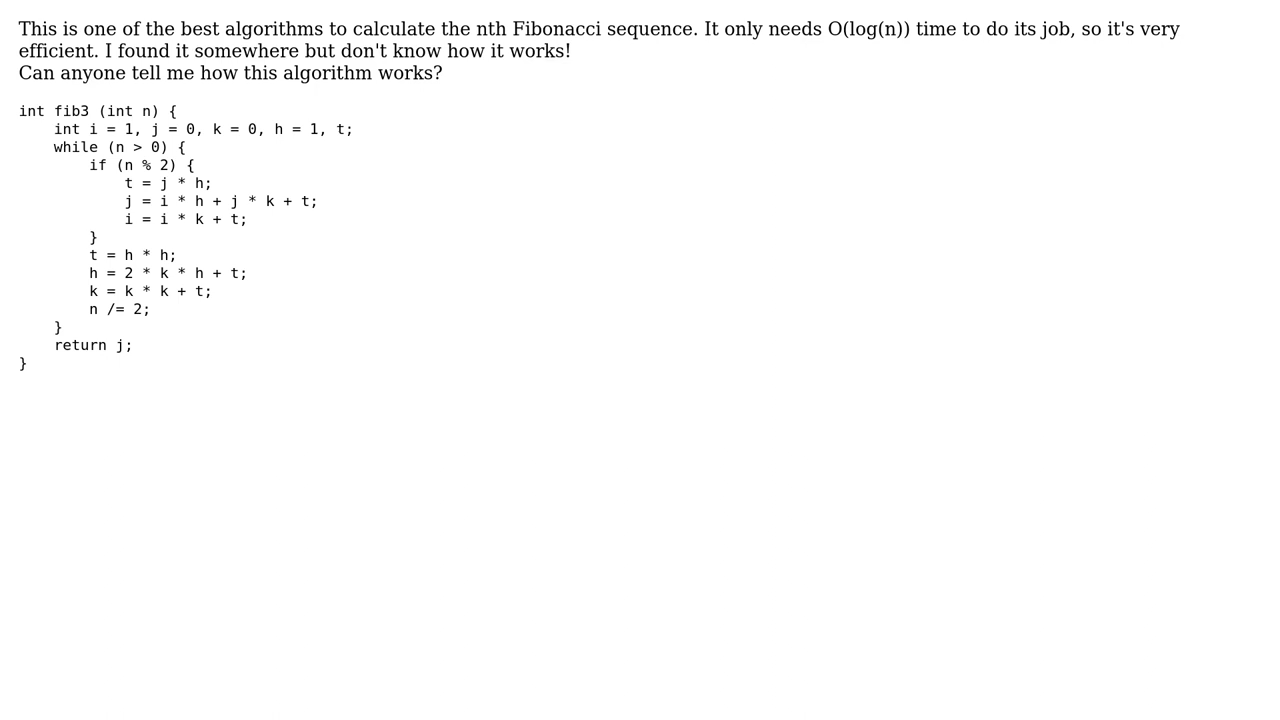 This is one of the best algorithms to calculate the nth Fibonacci sequence. It only needs O(log(n)) time to do its job, so it's very
efficient. I found it somewhere but don't know how it works!
Can anyone tell me how this algorithm works?
int fib3 (int n) {
    int i = 1, j = 0, k = 0, h = 1, t;
    while (n > 0) {
        if (n % 2) {
            t = j * h;
            j = i * h + j * k + t;
            i = i * k + t;
        }
        t = h * h;
        h = 2 * k * h + t;
        k = k * k + t;
        n /= 2;
    }
    return j;
}